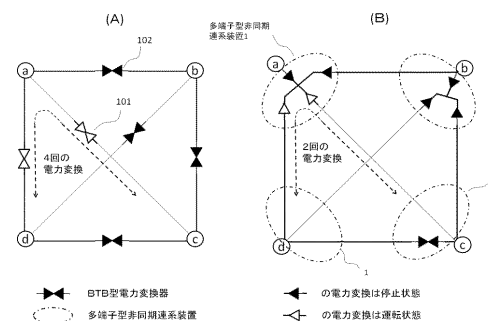 (A)
(B)
102
多端子型非同期
連系装置1
a
b
a
b
101
4回の
電力変換
2回の
電力変換
d
c
d
c
1
BTB型電力変換器
の電力変換は停止状態
多端子型非同期連系装置
の電力変換は運転状態